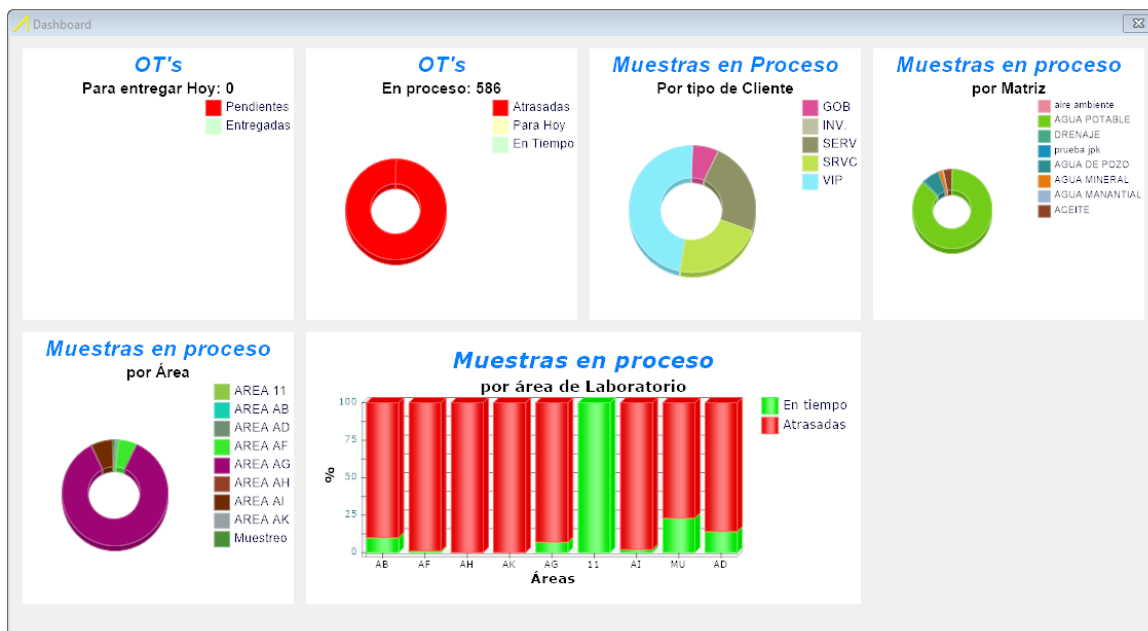 Dashboard
OT's
Para entregar Hoy: 0
Pendientes
Entregadas
OT's
En proceso: 586
Atrasadas
Para Hoy
En Tiempo
Muestras en Proceso
Por tipo de Cliente
GOB
INV.
SERV
SRVC
VIP
Muestras en proceso
por Matriz
aire ambiente
AGUA POTABLE
DRENAJE
prueba jpk
AGUA DE POZO
AGUA MINERAL
AGUA MANANTIAL
ACEITE
Muestras en proceso
por Área
AREA 11
AREA AB
AREA AD
AREA AF
AREA AG
AREA AH
AREA AI
AREA AK
Muestreo
Muestras en proceso
por área de Laboratorio
En tiempo
Atrasadas
100
75
50
25
0
%
AB AF AH AK AG 11 AI MU AD
Áreas